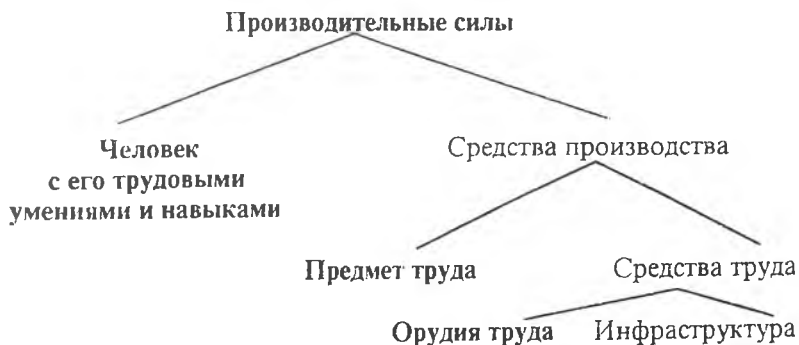 Производительные силы
Человек
с его трудовыми
умениями и навыками
Средства производства
Предмет труда
Средства труда
Орудия труда
Инфраструктура